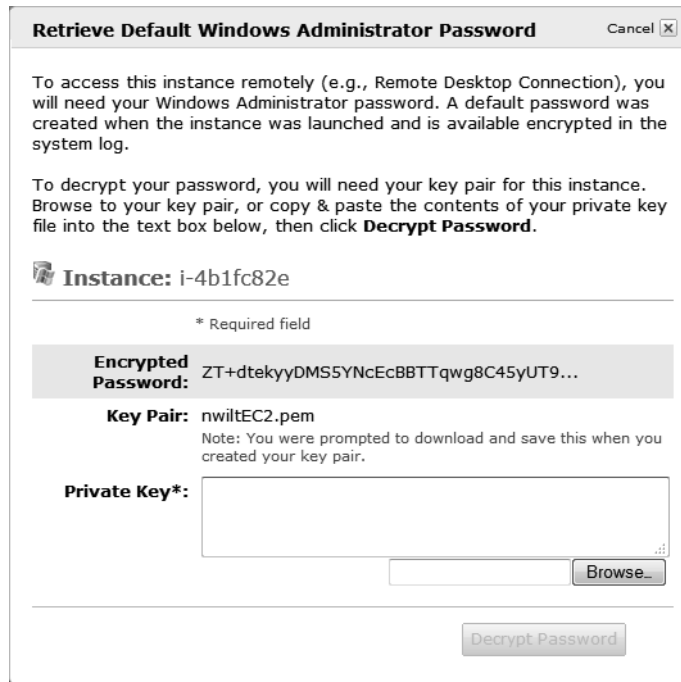 Retrieve Default Windows Administrator Password Cancel X
To access this instance remotely (e.g., Remote Desktop Connection), you
will need your Windows Administrator password. A default password was
created when the instance was launched and is available encrypted in the
system log.
To decrypt your password, you will need your key pair for this instance.
Browse to your key pair, or copy & paste the contents of your private key
file into the text box below, then click Decrypt Password.
Instance: i-4b1fc82e
* Required field
Encrypted
Password: ZT+dtekyyDMS5YNcEcBBTTqwg8C45yUT9...
Key Pair: nwiltEC2.pem
Note: You were prompted to download and save this when you
created your key pair.
Private Key*:
Browse...
Decrypt Password